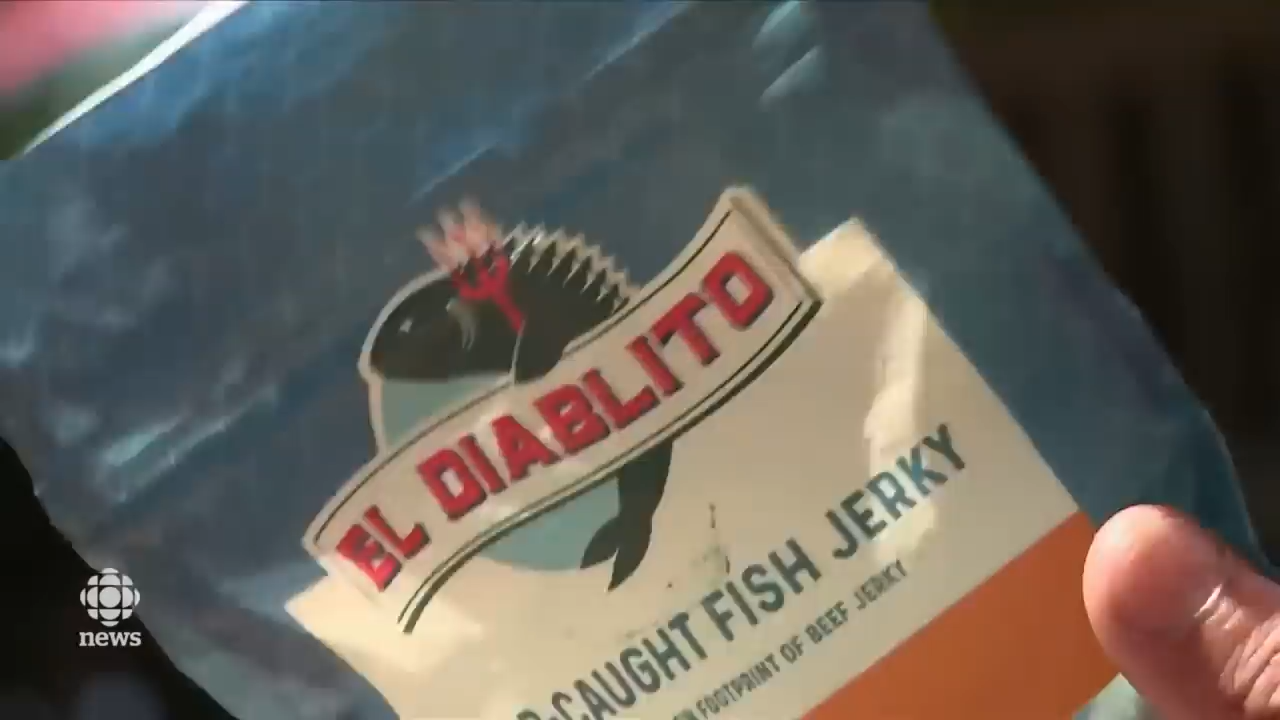 EL DIABLITO
CAUGHT FISH JERKY
FOOTPRINT OF BEEF JERKY
news